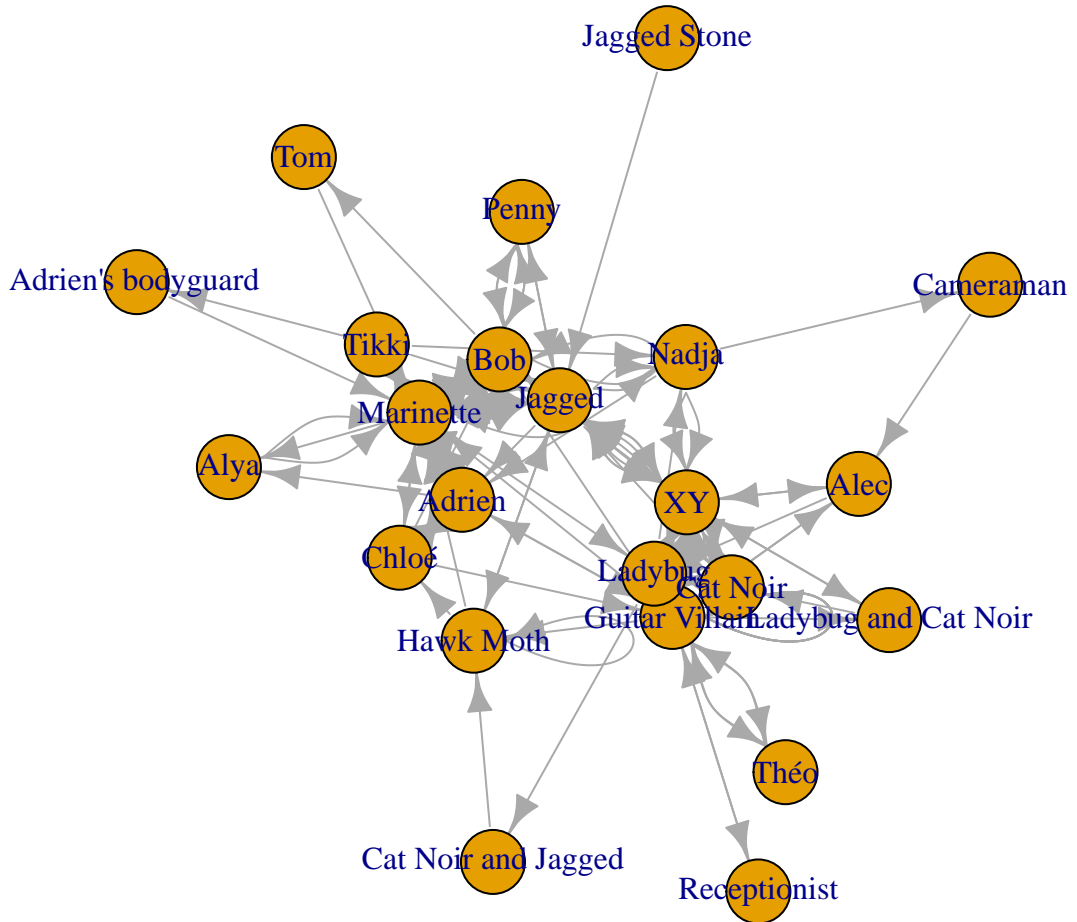 Jagged Stone
Tom
Penny
Adrien's bodyguard
Cameraman
Tikki
Bob
Nadja
Jagged
Marinette
Alya
Adrien
XY
Alec
Chloé
Ladybug
Cat Noir
Guitar Villain
Ladybug and Cat Noir
Hawk Moth
Théo
Cat Noir and Jagged
Receptionist